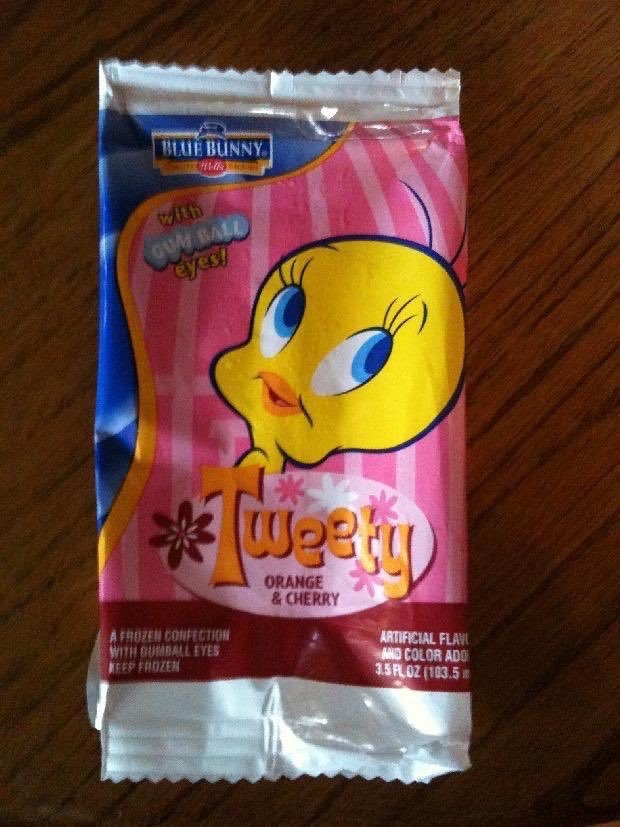 BLUE BUNNY
Wells
with
GUM BALL
eyes!
Tweety
ORANGE
& CHERRY
A FROZEN CONFECTION
WITH GUMBALL EYES
KEEP FROZEN
ARTIFICIAL FLAV
AND COLOR ADD
3.5 FL OZ (103.5 m